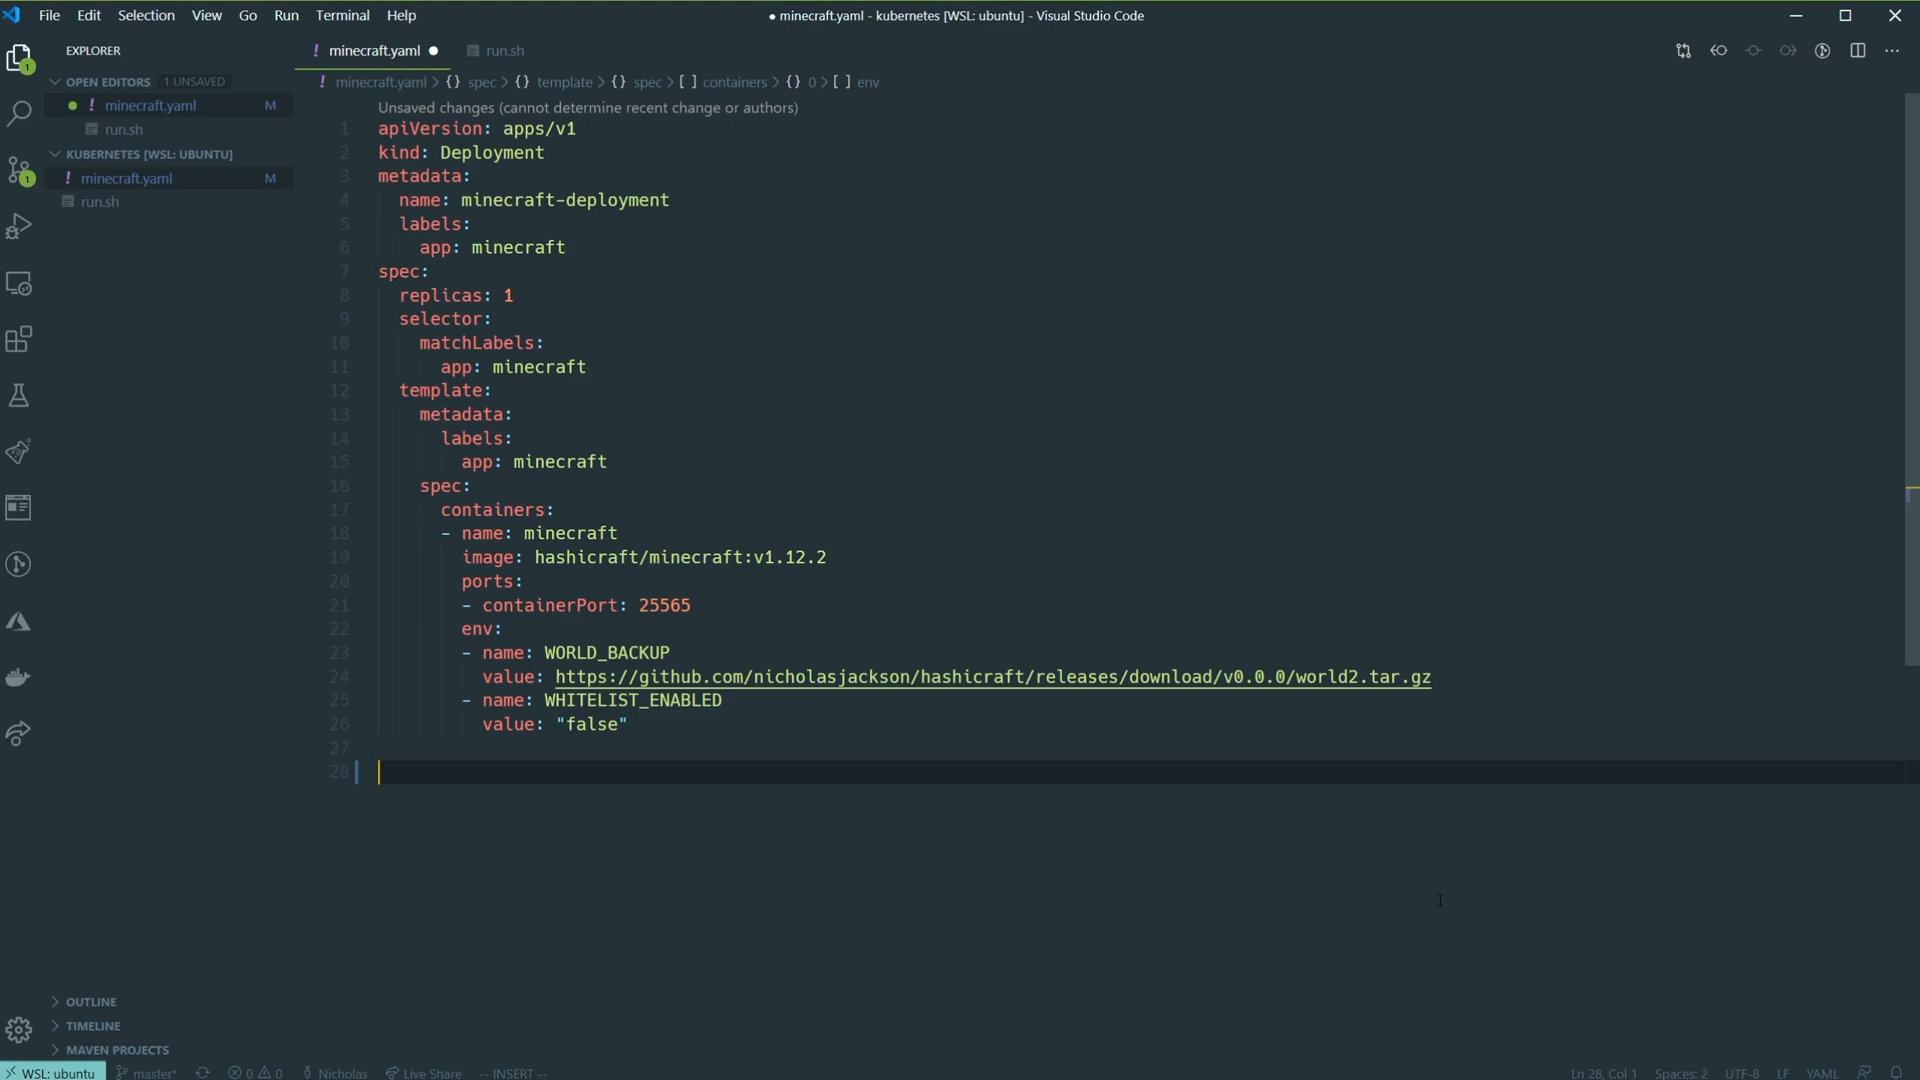 File Edit Selection View Go Run Terminal Help
● minecraft.yaml - kubernetes [WSL: ubuntu] - Visual Studio Code
EXPLORER
OPEN EDITORS 1 UNSAVED
! minecraft.yaml M
run.sh
KUBERNETES [WSL: UBUNTU]
! minecraft.yaml M
run.sh
! minecraft.yaml ●
run.sh
! minecraft.yaml > {} spec > {} template > {} spec > [ ] containers > {} 0 > [ ] env
Unsaved changes (cannot determine recent change or authors)
1 apiVersion: apps/v1
2 kind: Deployment
3 metadata:
4 name: minecraft-deployment
5 labels:
6 app: minecraft
7 spec:
8 replicas: 1
9 selector:
10 matchLabels:
11 app: minecraft
12 template:
13 metadata:
14 labels:
15 app: minecraft
16 spec:
17 containers:
18 - name: minecraft
19 image: hashicraft/minecraft:v1.12.2
20 ports:
21 - containerPort: 25565
22 env:
23 - name: WORLD_BACKUP
24 value: https://github.com/nicholasjackson/hashicraft/releases/download/v0.0.0/world2.tar.gz
25 - name: WHITELIST_ENABLED
26 value: "false"
27
28
OUTLINE
TIMELINE
MAVEN PROJECTS
WSL: ubuntu master* 0 0 Nicholas Live Share -- INSERT -- Ln 28, Col 1 Spaces: 2 UTF-8 LF YAML
1
1